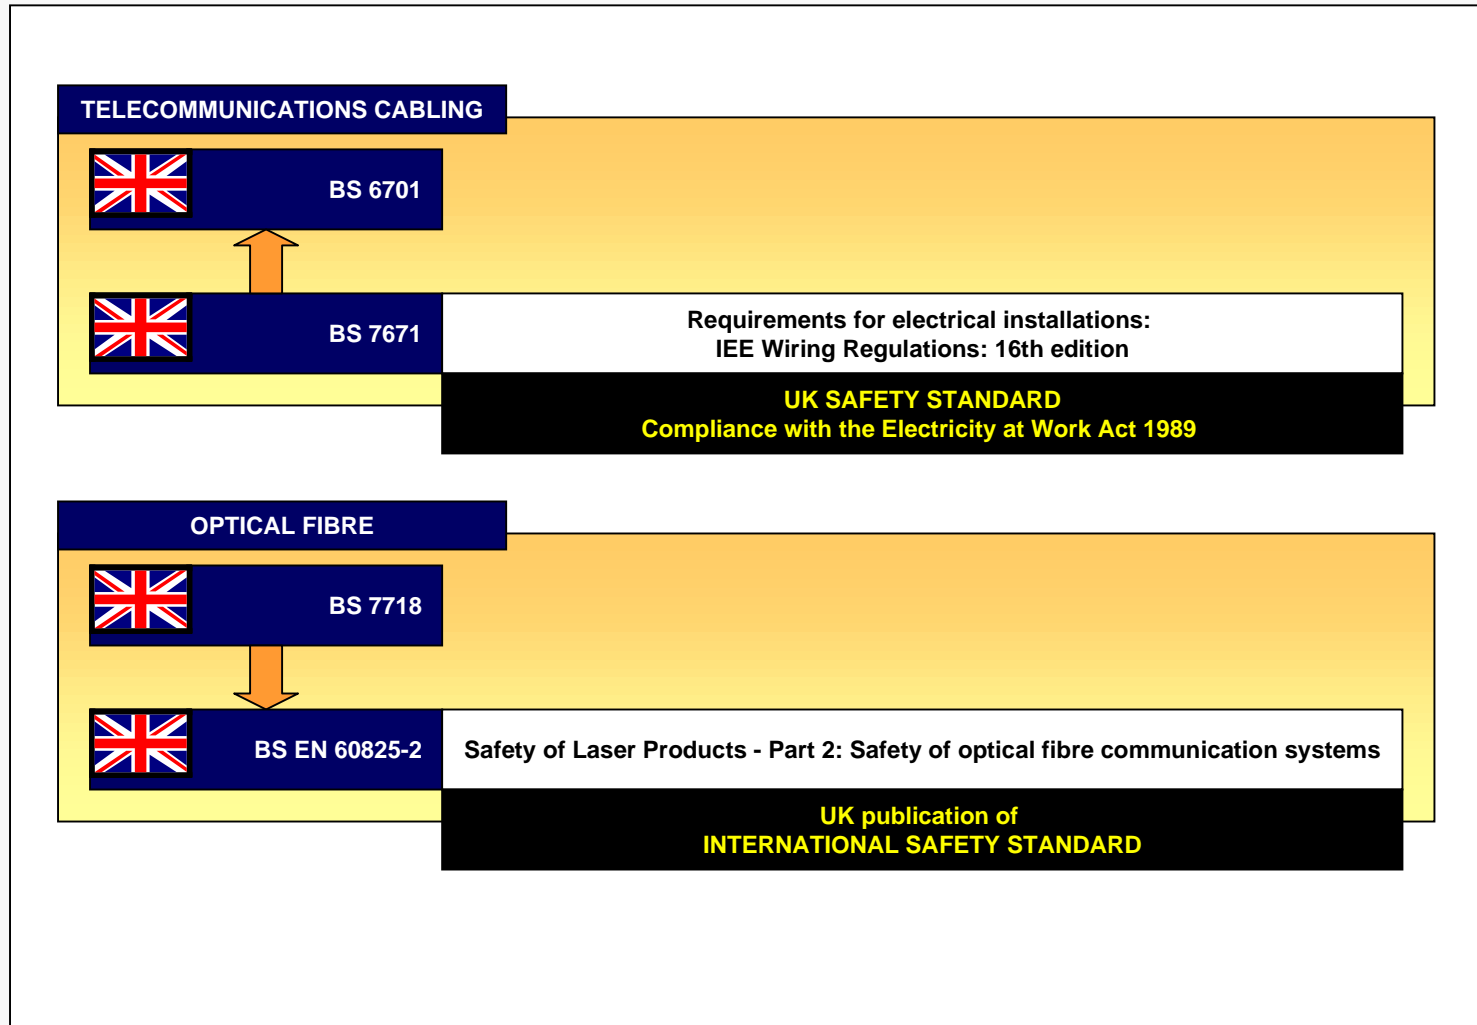 TELECOMMUNICATIONS CABLING
BS 6701
BS 7671
Requirements for electrical installations:
IEE Wiring Regulations: 16th edition
UK SAFETY STANDARD
Compliance with the Electricity at Work Act 1989
OPTICAL FIBRE
BS 7718
BS EN 60825-2
Safety of Laser Products - Part 2: Safety of optical fibre communication systems
UK publication of
INTERNATIONAL SAFETY STANDARD